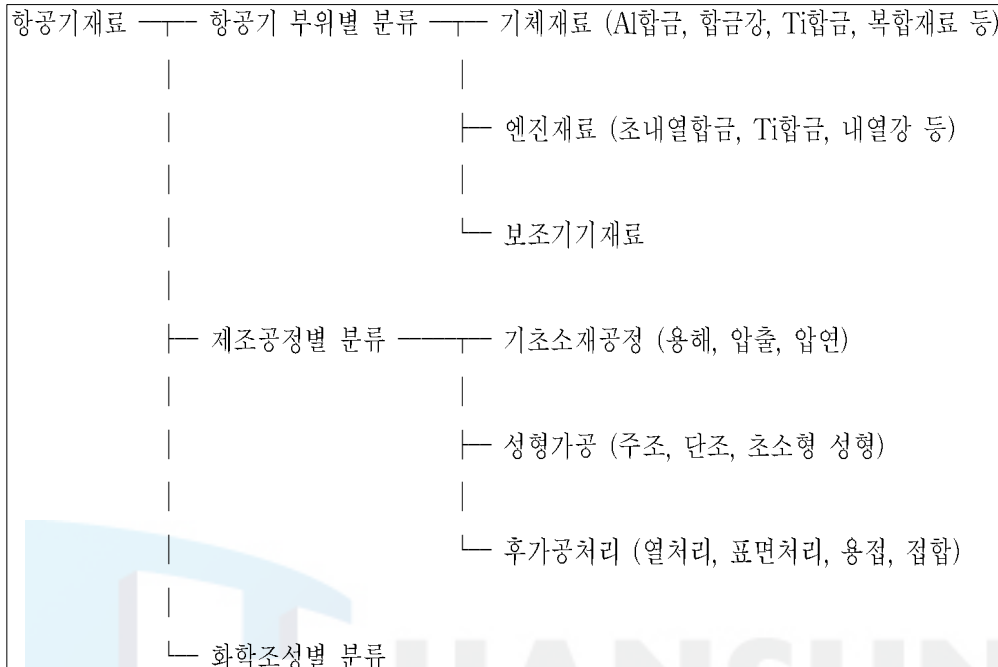 항공기재료 ─┬─ 항공기 부위별 분류 ─┬─ 기체재료 (Al합금, 합금강, Ti합금, 복합재료 등)
├─ 엔진재료 (초내열합금, Ti합금, 내열강 등)
└─ 보조기기재료
├─ 제조공정별 분류 ──┬─ 기초소재공정 (용해, 압출, 압연)
├─ 성형가공 (주조, 단조, 초소형 성형)
└─ 후가공처리 (열처리, 표면처리, 용접, 접합)
└─ 화학조성별 분류
HANSUN